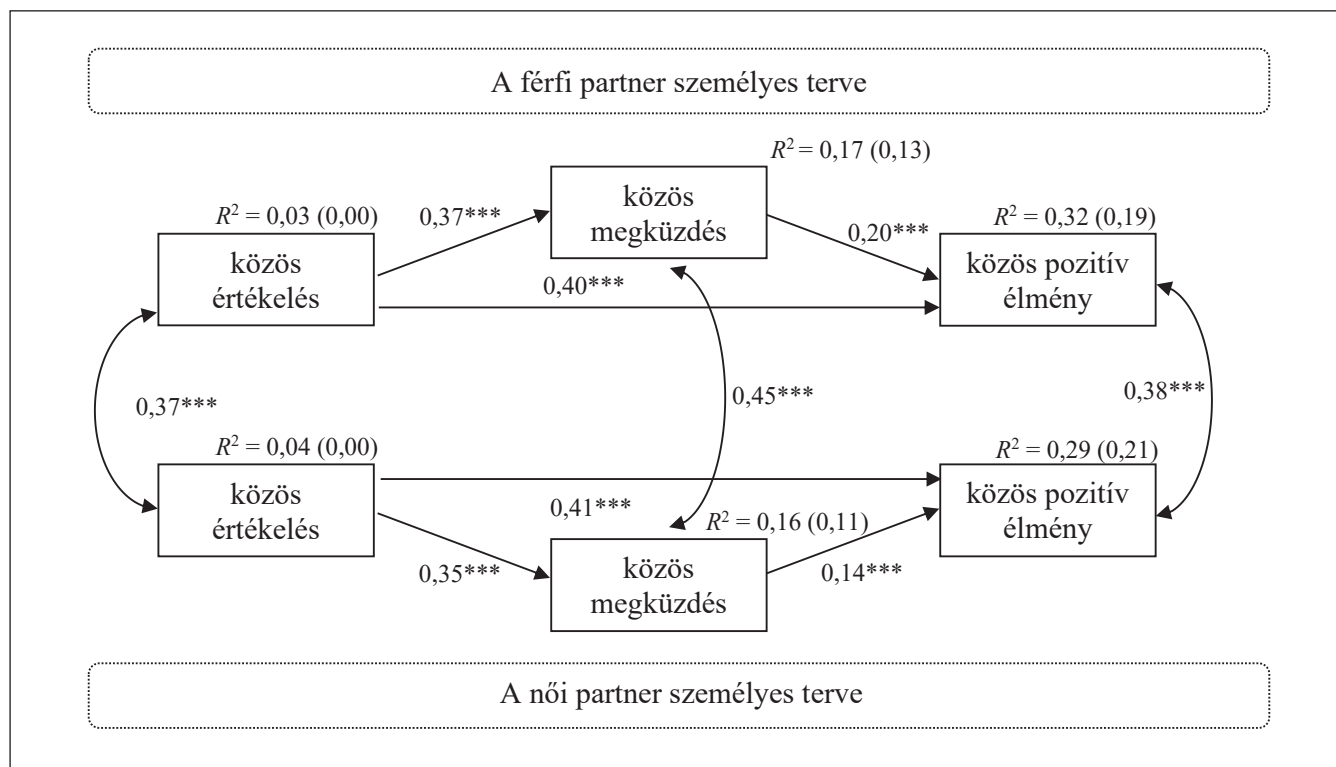 A férfi partner személyes terve
R² = 0,17 (0,13)
közös
megküzdés
R² = 0,03 (0,00)
0,37***
0,20***
R² = 0,32 (0,19)
közös
értékelés
0,40***
közös pozitív
élmény
0,37***
0,45***
0,38***
R² = 0,04 (0,00)
R² = 0,29 (0,21)
közös
értékelés
0,41***
R² = 0,16 (0,11)
közös pozitív
élmény
0,35***
közös
megküzdés
0,14***
A női partner személyes terve